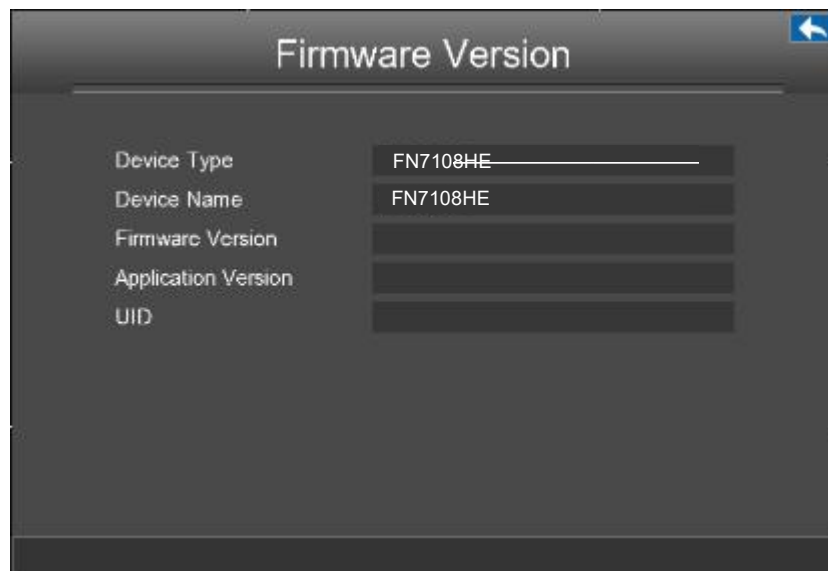 Firmware Version
Device Type FN7108HE
Device Name FN7108HE
Firmware Version
Application Version
UID